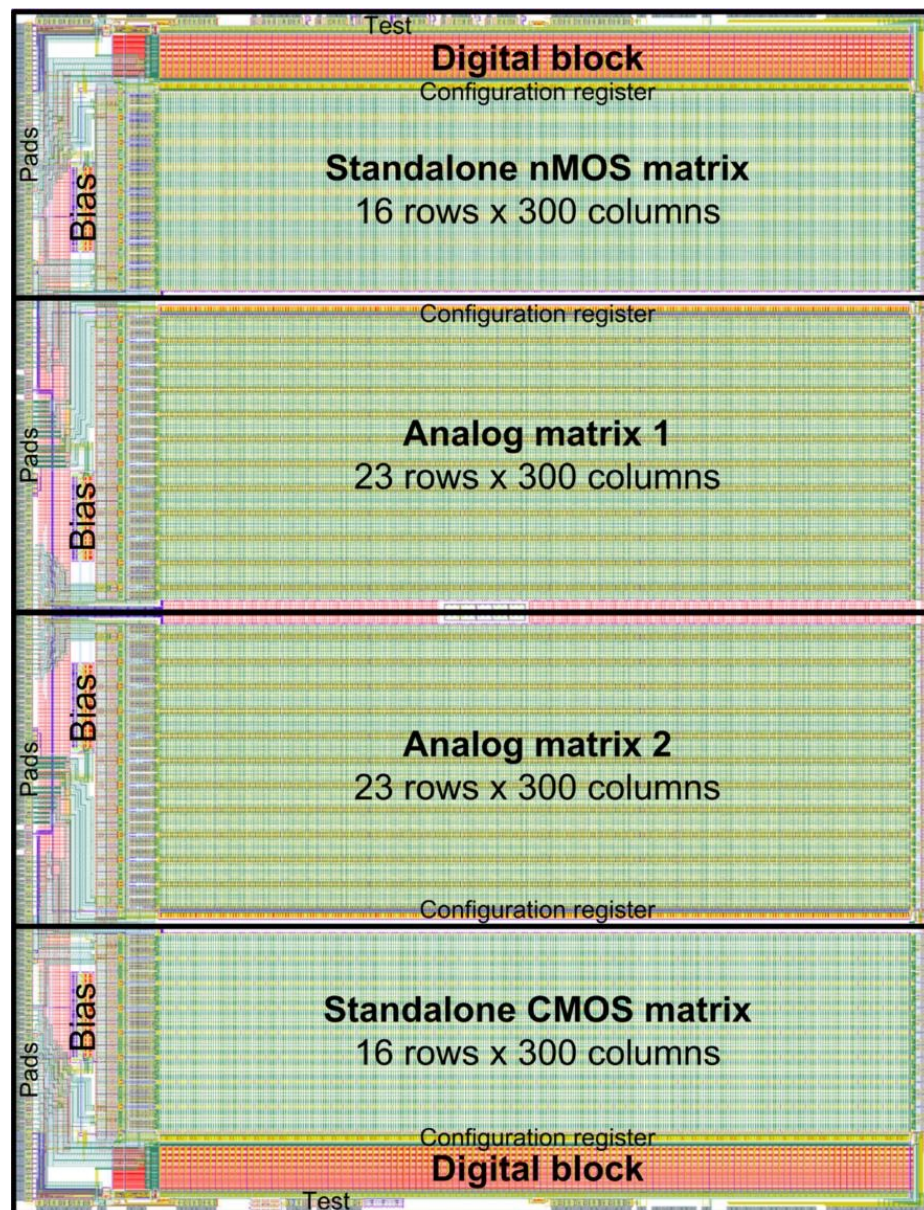 Test
Digital block
Configuration register
Pads
Bias
Standalone nMOS matrix
16 rows x 300 columns
Configuration register
Pads
Bias
Analog matrix 1
23 rows x 300 columns
Bias
Pads
Analog matrix 2
23 rows x 300 columns
Configuration register
Bias
Pads
Standalone CMOS matrix
16 rows x 300 columns
Configuration register
Digital block
Test